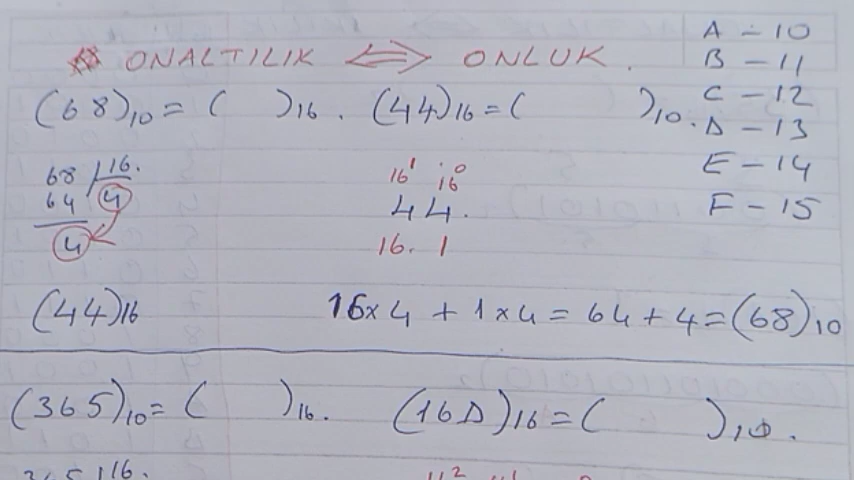 ONALTILIK ⇔ ONLUK.
A - 10
B - 11
C - 12
D - 13
E - 14
F - 15
(68)10 = ( )16. (44)16 = ( )10.
68 | 16.
64 4
4
16¹ 16⁰
44.
16. 1
(44)16
16x4 + 1x4 = 64 + 4 = (68)10
(365)10 = ( )16. (16D)16 = ( )10.
365 | 16.